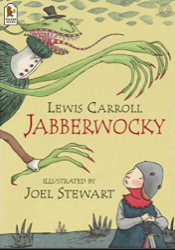 LEWIS CARROLL
JABBERWOCKY
ILLUSTRATED BY
JOEL STEWART